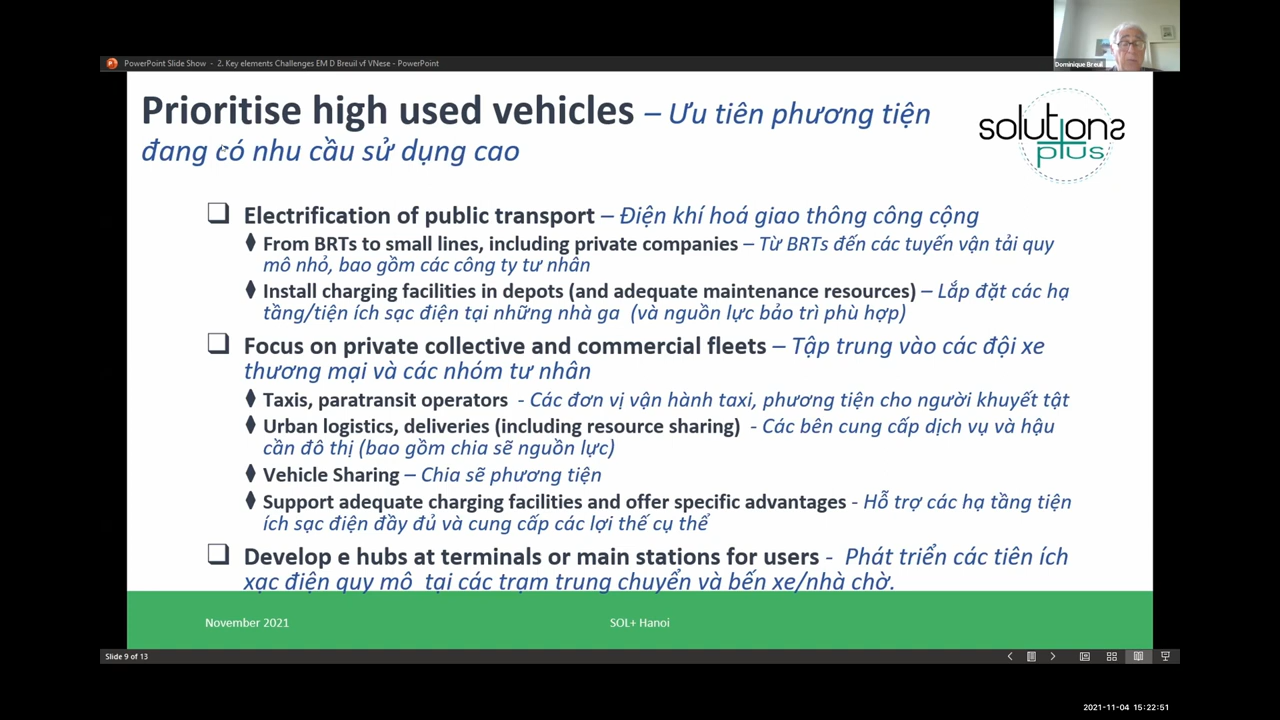 Dominique Breuil
PowerPoint Slide Show - 2. Key elements Challenges EM D Breuil vf VNese - PowerPoint
Prioritise high used vehicles – Ưu tiên phương tiện
đang có nhu cầu sử dụng cao
solutions
plus
Electrification of public transport – Điện khí hoá giao thông công cộng
From BRTs to small lines, including private companies – Từ BRTs đến các tuyến vận tải quy
mô nhỏ, bao gồm các công ty tư nhân
Install charging facilities in depots (and adequate maintenance resources) – Lắp đặt các hạ
tầng/tiện ích sạc điện tại những nhà ga (và nguồn lực bảo trì phù hợp)
Focus on private collective and commercial fleets – Tập trung vào các đội xe
thương mại và các nhóm tư nhân
Taxis, paratransit operators - Các đơn vị vận hành taxi, phương tiện cho người khuyết tật
Urban logistics, deliveries (including resource sharing) - Các bên cung cấp dịch vụ và hậu
cần đô thị (bao gồm chia sẽ nguồn lực)
Vehicle Sharing – Chia sẽ phương tiện
Support adequate charging facilities and offer specific advantages - Hỗ trợ các hạ tầng tiện
ích sạc điện đầy đủ và cung cấp các lợi thế cụ thể
Develop e hubs at terminals or main stations for users - Phát triển các tiên ích
xạc điện quy mô tại các trạm trung chuyển và bến xe/nhà chờ.
November 2021
SOL+ Hanoi
Slide 9 of 13
2021-11-04 15:22:51